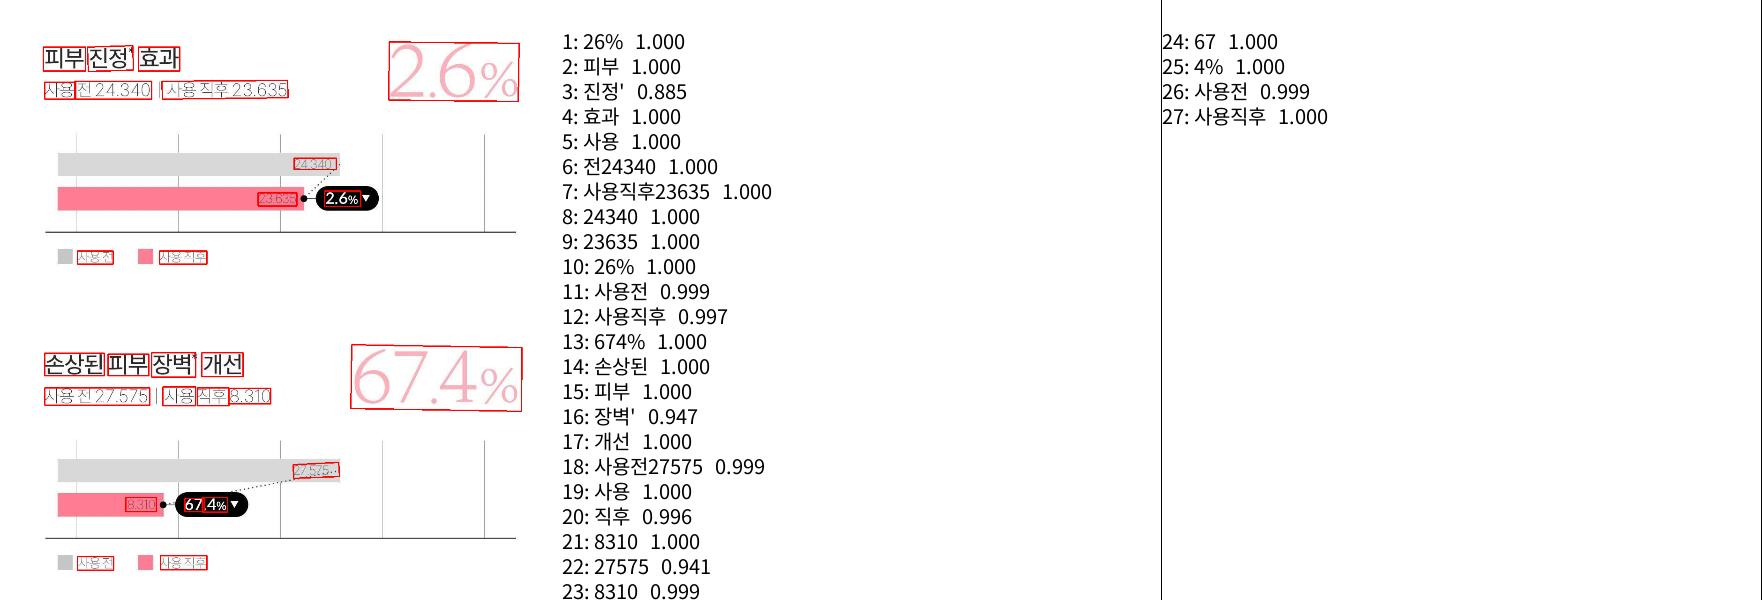 피부 진정* 효과
2.6%
사용 전 24.340 | 사용 직후 23.635
24.340
23.635
2.6% ▼
사용 전
사용 직후
손상된 피부 장벽* 개선
67.4%
사용 전 27.575 | 사용 직후 8.310
27.575
8.310
67.4% ▼
사용 전
사용 직후
1: 26% 1.000
2: 피부 1.000
3: 진정' 0.885
4: 효과 1.000
5: 사용 1.000
6: 전24340 1.000
7: 사용직후23635 1.000
8: 24340 1.000
9: 23635 1.000
10: 26% 1.000
11: 사용전 0.999
12: 사용직후 0.997
13: 674% 1.000
14: 손상된 1.000
15: 피부 1.000
16: 장벽' 0.947
17: 개선 1.000
18: 사용전27575 0.999
19: 사용 1.000
20: 직후 0.996
21: 8310 1.000
22: 27575 0.941
23: 8310 0.999
24: 67 1.000
25: 4% 1.000
26: 사용전 0.999
27: 사용직후 1.000